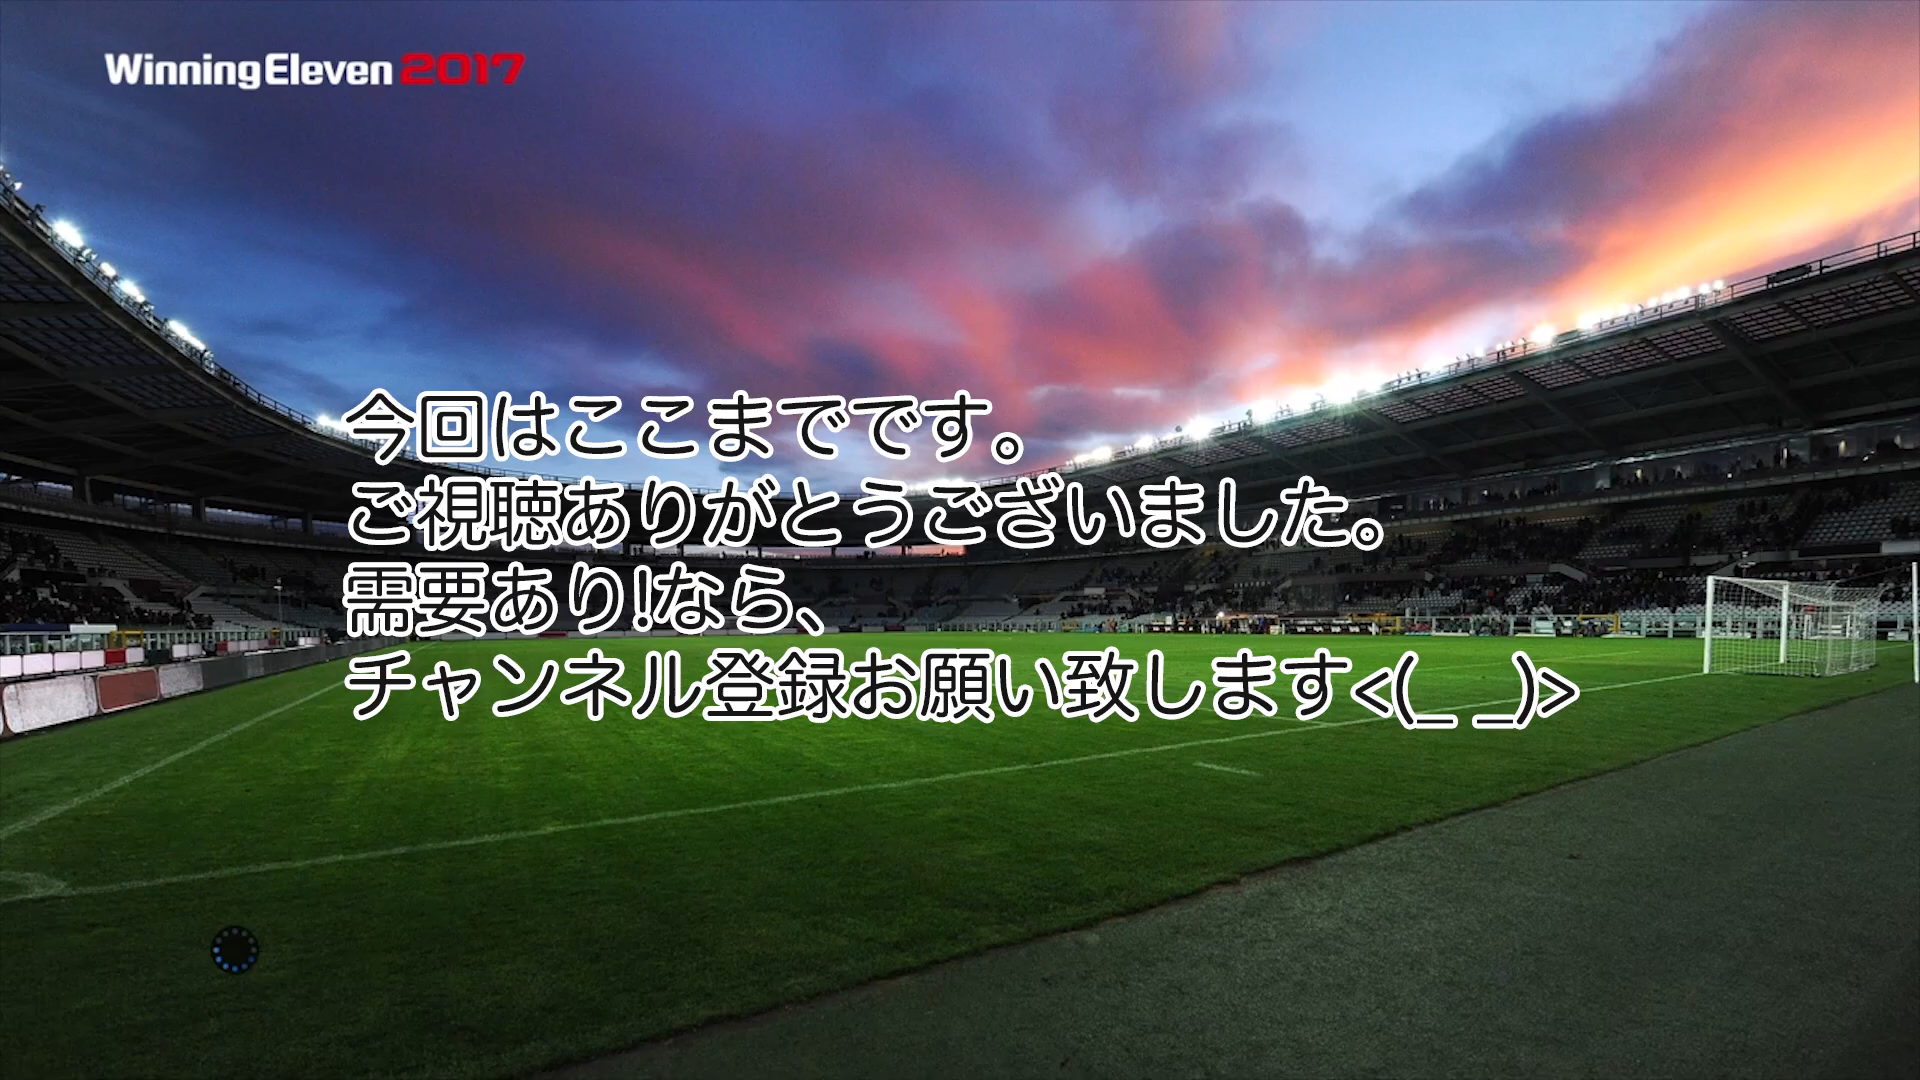 Winning Eleven 2017
今回はここまでです。
ご視聴ありがとうございました。
需要あり!なら、
チャンネル登録お願い致します<(_ _)>